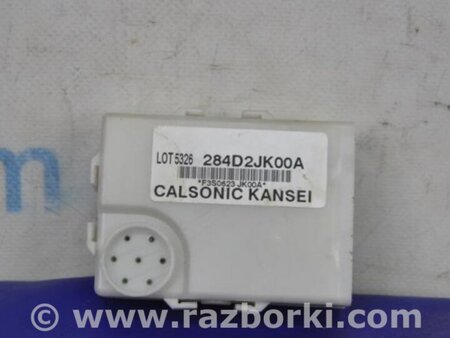 LOT 5326 284D2JK00A
*F3S0623 JK00A*
CALSONIC KANSEI
© www.razborki.com